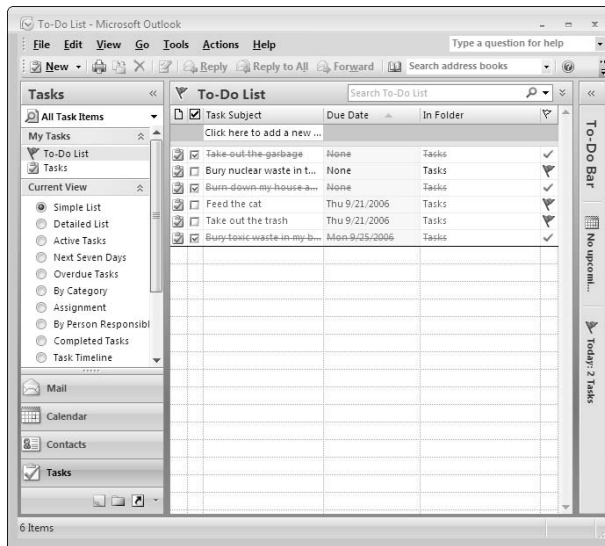 To-Do List - Microsoft Outlook
File Edit View Go Tools Actions Help Type a question for help
New Reply Reply to All Forward Search address books
Tasks «
All Task Items
My Tasks
To-Do List
Tasks
Current View
Simple List
Detailed List
Active Tasks
Next Seven Days
Overdue Tasks
By Category
Assignment
By Person Responsibl
Completed Tasks
Task Timeline
Mail
Calendar
Contacts
Tasks
To-Do List Search To-Do List
Task Subject Due Date In Folder
Click here to add a new ...
Take out the garbage None Tasks
Bury nuclear waste in t... None Tasks
Burn down my house a... None Tasks
Feed the cat Thu 9/21/2006 Tasks
Take out the trash Thu 9/21/2006 Tasks
Bury toxic waste in my b... Mon 9/25/2006 Tasks
«
To-Do Bar
No upcomi...
Today: 2 Tasks
6 Items